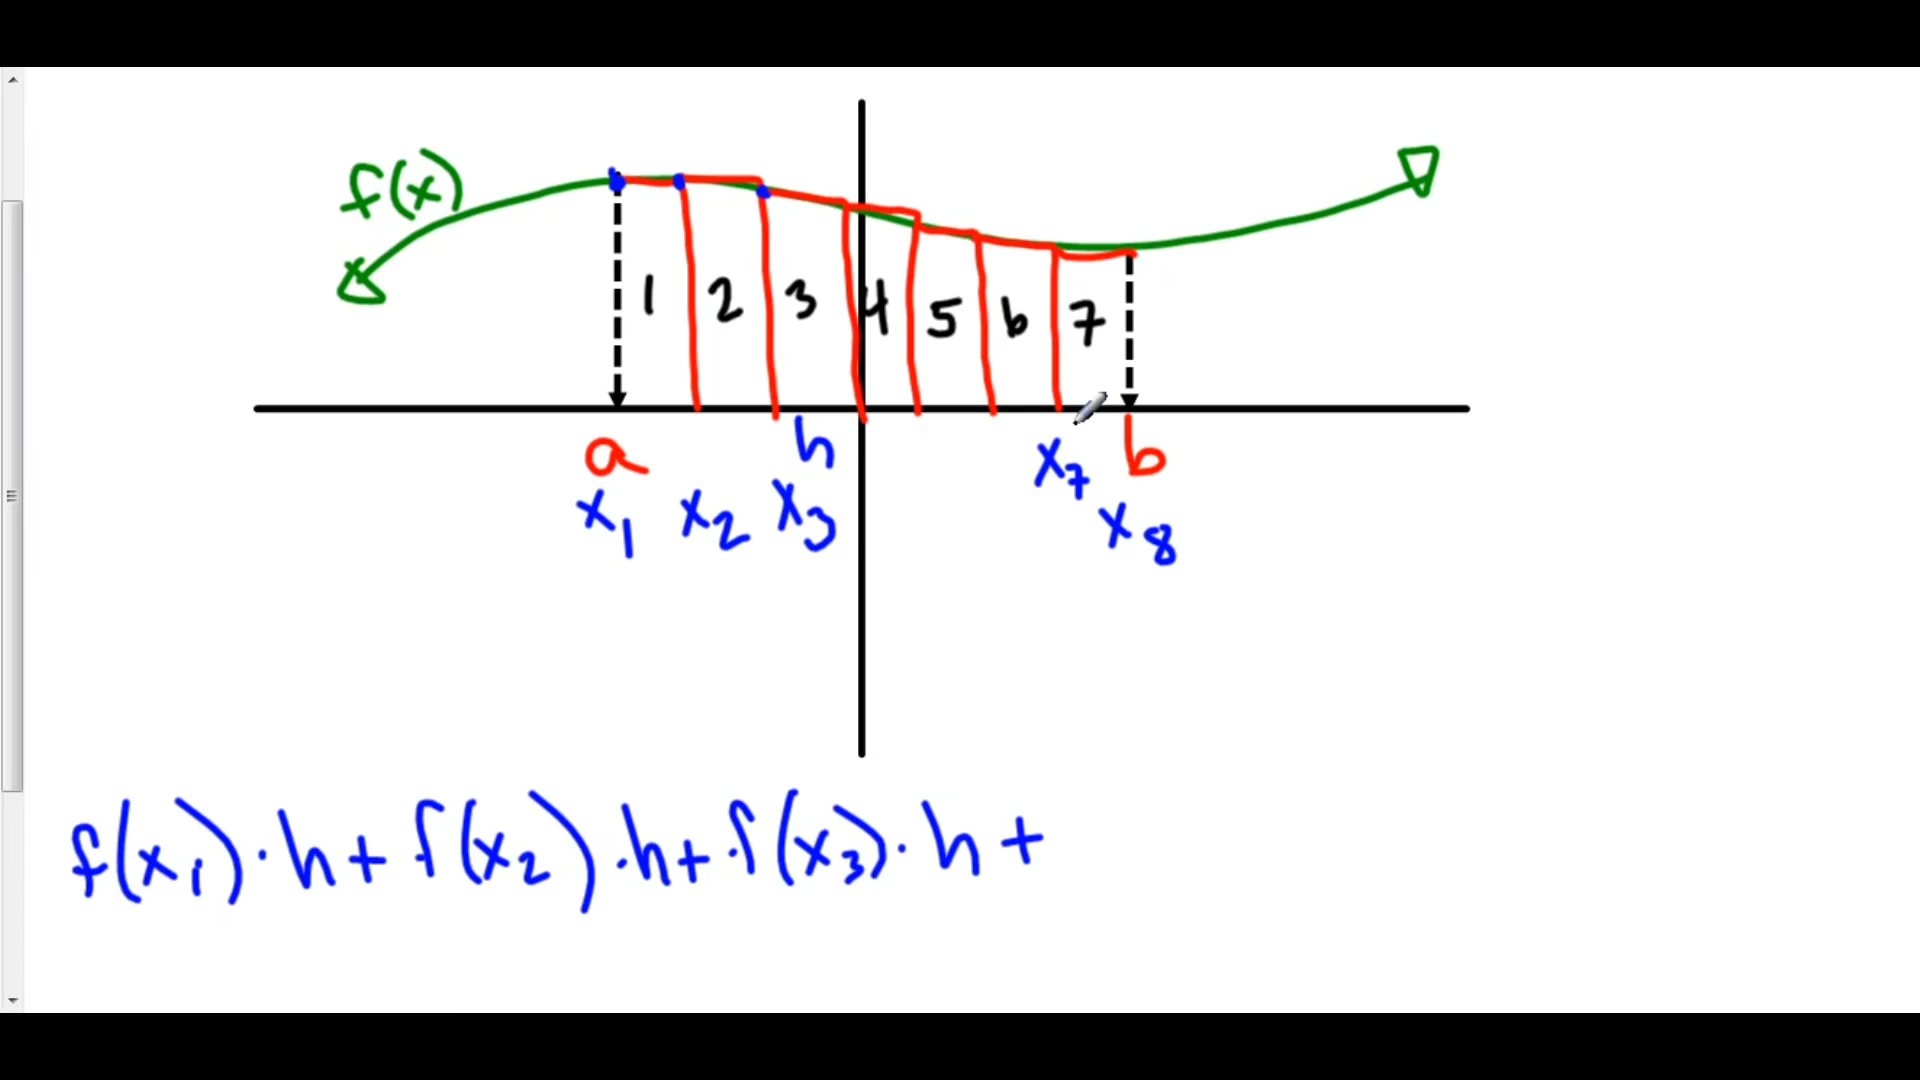 f(x)
1 2 3 4 5 6 7
a h x₇ b
x₁ x₂ x₃ x₈
f(x₁)·h+f(x₂)·h+·f(x₃)·h+